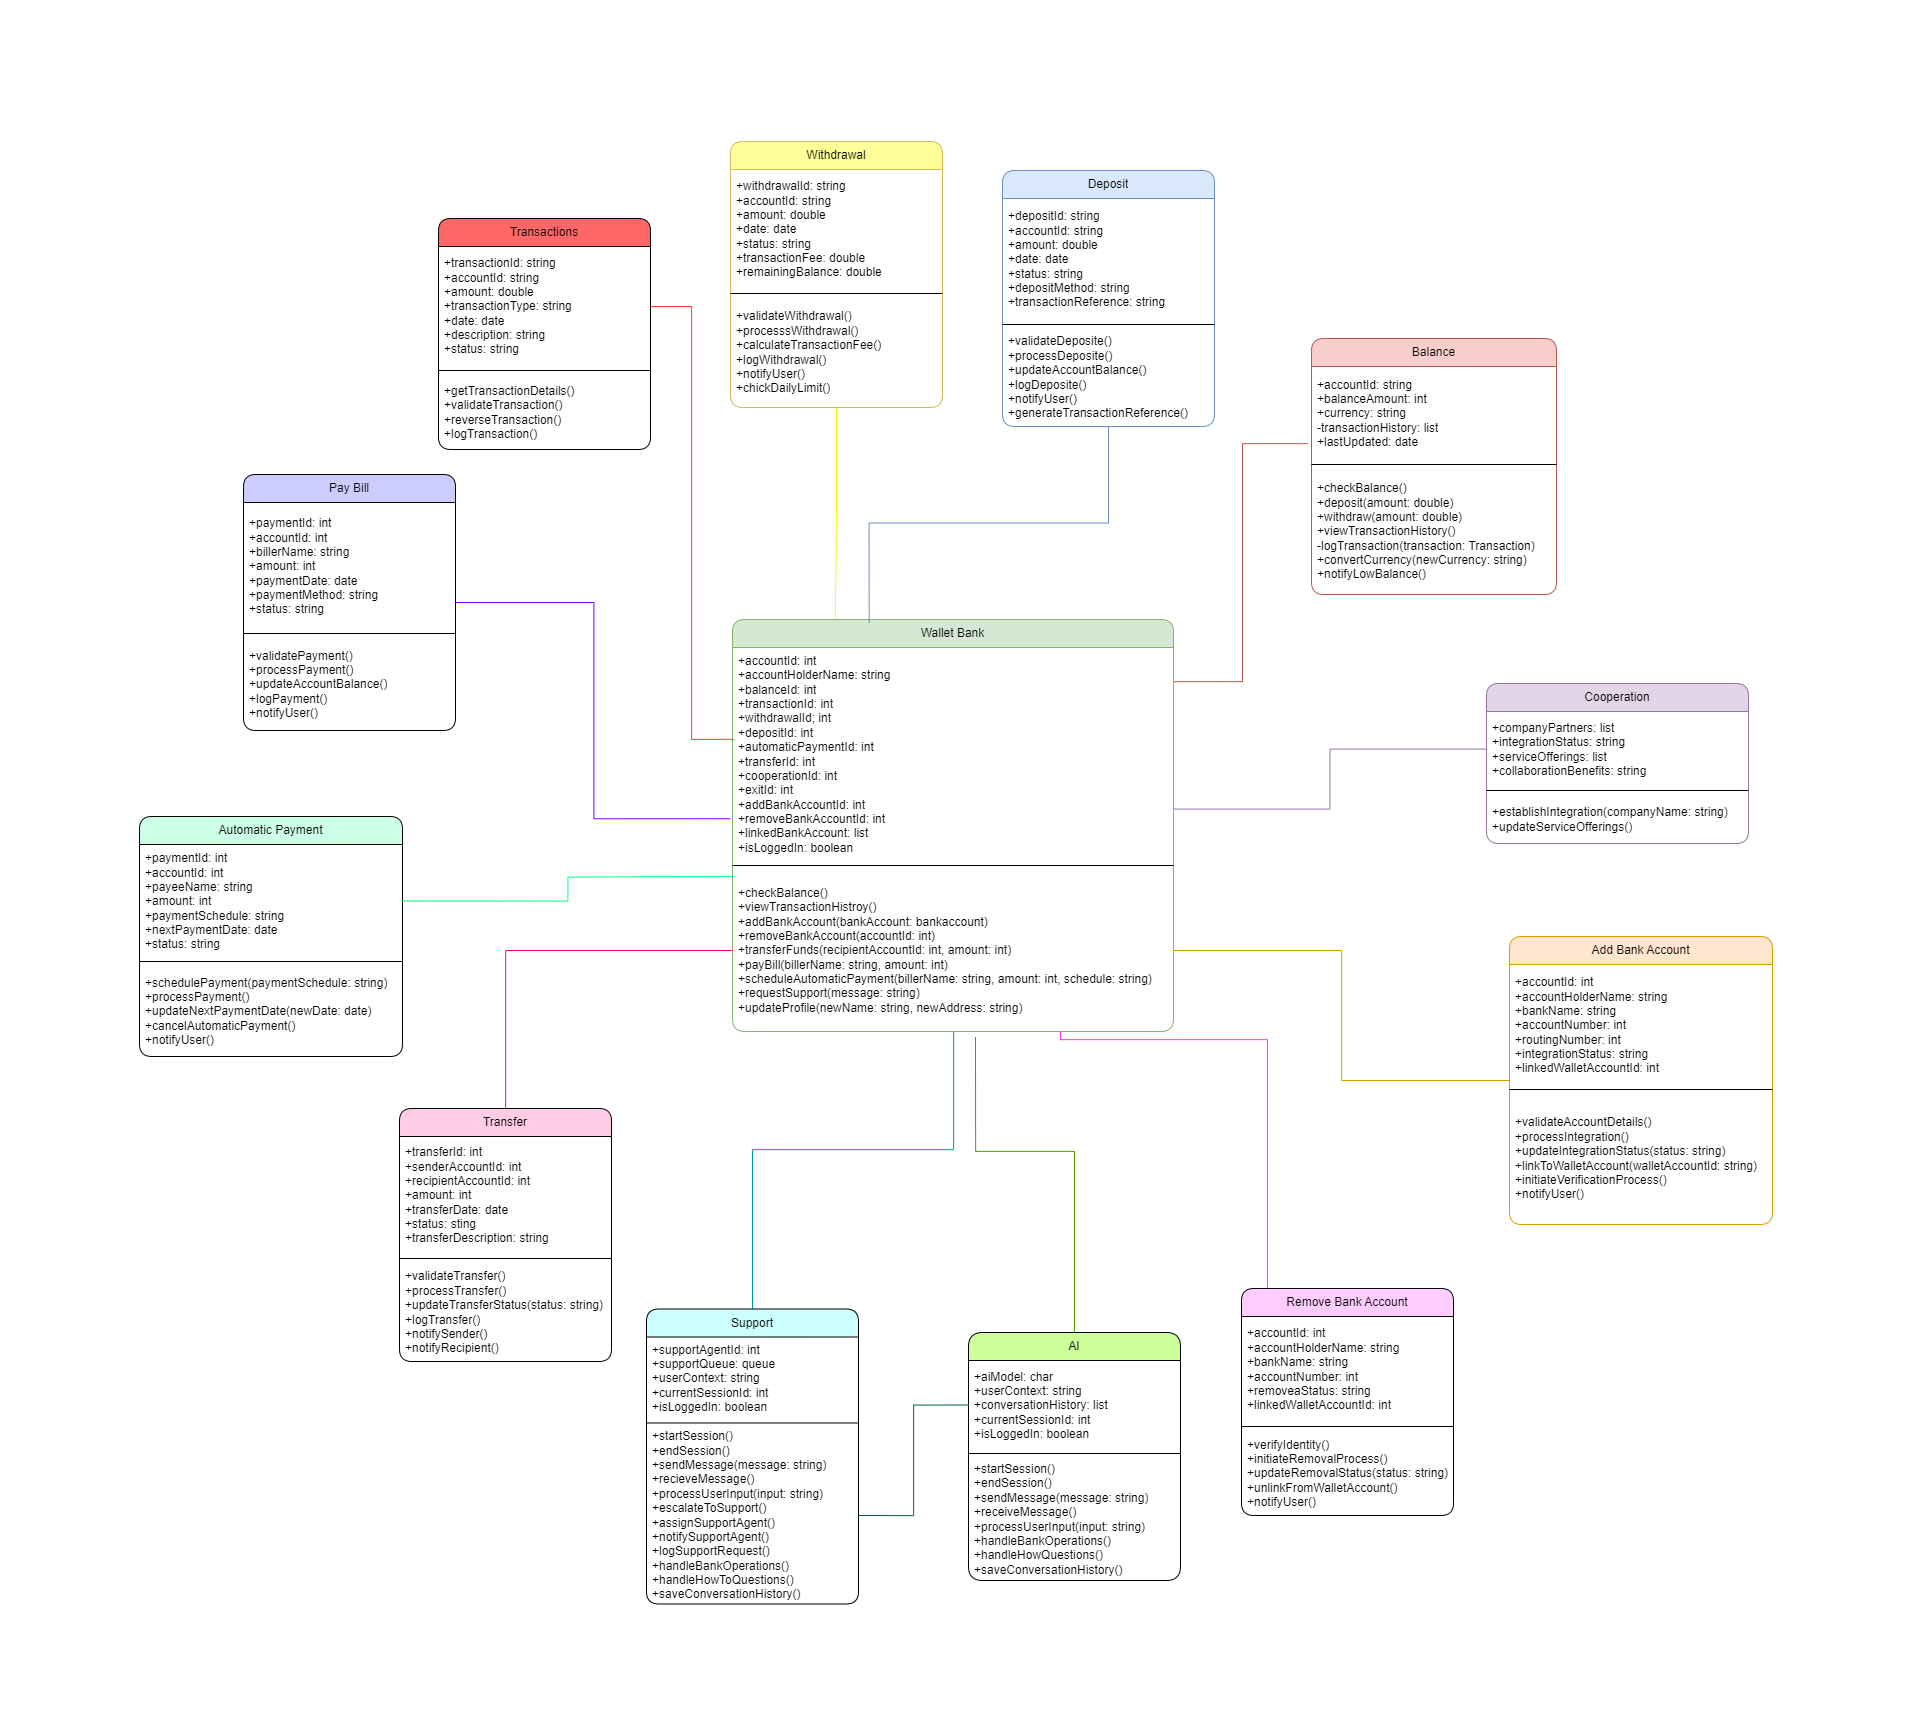 Withdrawal
+withdrawalId: string
+accountId: string
+amount: double
+date: date
+status: string
+transactionFee: double
+remainingBalance: double
+validateWithdrawal()
+processsWithdrawal()
+calculateTransactionFee()
+logWithdrawal()
+notifyUser()
+chickDailyLimit()
Deposit
+depositId: string
+accountId: string
+amount: double
+date: date
+status: string
+depositMethod: string
+transactionReference: string
+validateDeposite()
+processDeposite()
+updateAccountBalance()
+logDeposite()
+notifyUser()
+generateTransactionReference()
Transactions
+transactionId: string
+accountId: string
+amount: double
+transactionType: string
+date: date
+description: string
+status: string
+getTransactionDetails()
+validateTransaction()
+reverseTransaction()
+logTransaction()
Balance
+accountId: string
+balanceAmount: int
+currency: string
-transactionHistory: list
+lastUpdated: date
+checkBalance()
+deposit(amount: double)
+withdraw(amount: double)
+viewTransactionHistory()
-logTransaction(transaction: Transaction)
+convertCurrency(newCurrency: string)
+notifyLowBalance()
Pay Bill
+paymentId: int
+accountId: int
+billerName: string
+amount: int
+paymentDate: date
+paymentMethod: string
+status: string
+validatePayment()
+processPayment()
+updateAccountBalance()
+logPayment()
+notifyUser()
Wallet Bank
+accountId: int
+accountHolderName: string
+balanceId: int
+transactionId: int
+withdrawalId; int
+depositId: int
+automaticPaymentId: int
+transferId: int
+cooperationId: int
+exitId: int
+addBankAccountId: int
+removeBankAccountId: int
+linkedBankAccount: list
+isLoggedIn: boolean
+checkBalance()
+viewTransactionHistroy()
+addBankAccount(bankAccount: bankaccount)
+removeBankAccount(accountId: int)
+transferFunds(recipientAccountId: int, amount: int)
+payBill(billerName: string, amount: int)
+scheduleAutomaticPayment(billerName: string, amount: int, schedule: string)
+requestSupport(message: string)
+updateProfile(newName: string, newAddress: string)
Cooperation
+companyPartners: list
+integrationStatus: string
+serviceOfferings: list
+collaborationBenefits: string
+establishIntegration(companyName: string)
+updateServiceOfferings()
Automatic Payment
+paymentId: int
+accountId: int
+payeeName: string
+amount: int
+paymentSchedule: string
+nextPaymentDate: date
+status: string
+schedulePayment(paymentSchedule: string)
+processPayment()
+updateNextPaymentDate(newDate: date)
+cancelAutomaticPayment()
+notifyUser()
Add Bank Account
+accountId: int
+accountHolderName: string
+bankName: string
+accountNumber: int
+routingNumber: int
+integrationStatus: string
+linkedWalletAccountId: int
+validateAccountDetails()
+processIntegration()
+updateIntegrationStatus(status: string)
+linkToWalletAccount(walletAccountId: string)
+initiateVerificationProcess()
+notifyUser()
Transfer
+transferId: int
+senderAccountId: int
+recipientAccountId: int
+amount: int
+transferDate: date
+status: sting
+transferDescription: string
+validateTransfer()
+processTransfer()
+updateTransferStatus(status: string)
+logTransfer()
+notifySender()
+notifyRecipient()
Support
+supportAgentId: int
+supportQueue: queue
+userContext: string
+currentSessionId: int
+isLoggedIn: boolean
+startSession()
+endSession()
+sendMessage(message: string)
+recieveMessage()
+processUserInput(input: string)
+escalateToSupport()
+assignSupportAgent()
+notifySupportAgent()
+logSupportRequest()
+handleBankOperations()
+handleHowToQuestions()
+saveConversationHistory()
AI
+aiModel: char
+userContext: string
+conversationHistory: list
+currentSessionId: int
+isLoggedIn: boolean
+startSession()
+endSession()
+sendMessage(message: string)
+receiveMessage()
+processUserInput(input: string)
+handleBankOperations()
+handleHowQuestions()
+saveConversationHistory()
Remove Bank Account
+accountId: int
+accountHolderName: string
+bankName: string
+accountNumber: int
+removeaStatus: string
+linkedWalletAccountId: int
+verifyIdentity()
+initiateRemovalProcess()
+updateRemovalStatus(status: string)
+unlinkFromWalletAccount()
+notifyUser()